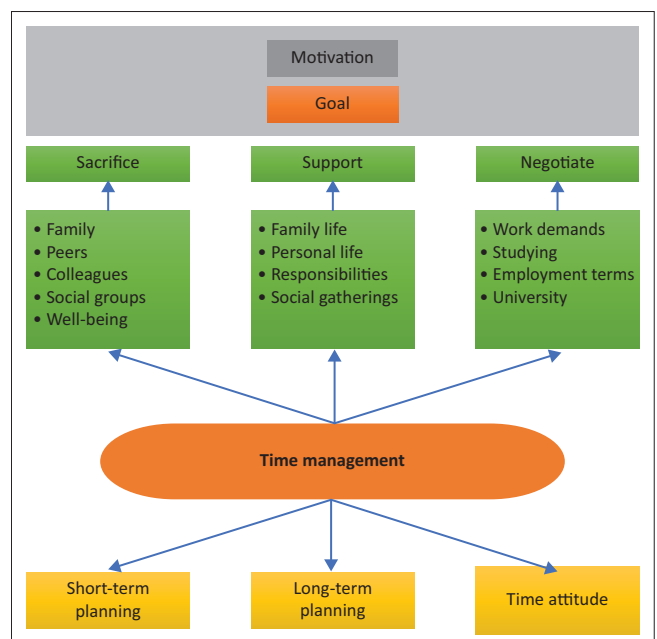 Motivation
Goal
Sacrifice
Support
Negotiate
• Family
• Peers
• Colleagues
• Social groups
• Well-being
• Family life
• Personal life
• Responsibilities
• Social gatherings
• Work demands
• Studying
• Employment terms
• University
Time management
Short-term
planning
Long-term
planning
Time attitude